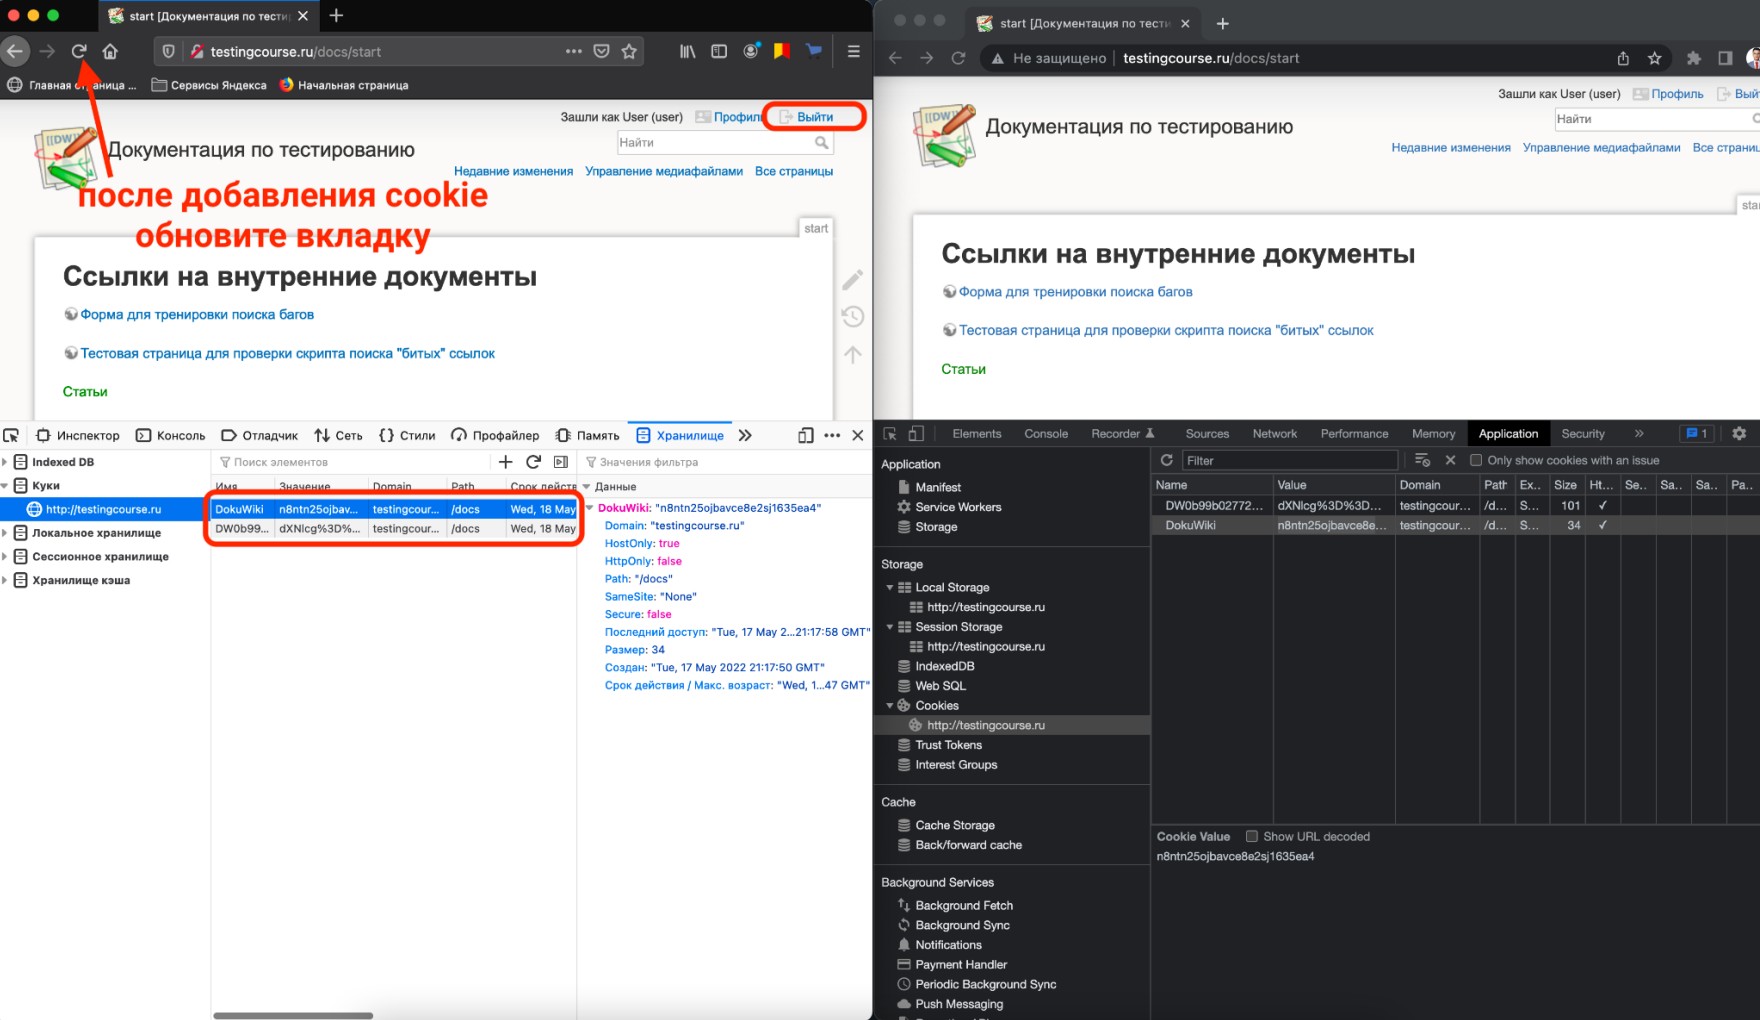 start [Документация по тестир
testingcourse.ru/docs/start
Главная страница ...
Сервисы Яндекса
Начальная страница
Зашли как User (user)
Профиль
Выйти
[[DW]]
Документация по тестированию
Найти
Недавние изменения
Управление медиафайлами
Все страницы
после добавления cookie
обновите вкладку
start
Ссылки на внутренние документы
Форма для тренировки поиска багов
Тестовая страница для проверки скрипта поиска "битых" ссылок
Статьи
Инспектор
Консоль
Отладчик
Сеть
Стили
Профайлер
Память
Хранилище
Indexed DB
Куки
http://testingcourse.ru
Локальное хранилище
Сессионное хранилище
Хранилище кэша
Поиск элементов
Имя Значение Domain Path Срок действ
DokuWiki n8ntn25ojbav... testingcour... /docs Wed, 18 May
DW0b99... dXNlcg%3D%... testingcour... /docs Wed, 18 May
Значения фильтра
Данные
DokuWiki: "n8ntn25ojbavce8e2sj1635ea4"
Domain: "testingcourse.ru"
HostOnly: true
HttpOnly: false
Path: "/docs"
SameSite: "None"
Secure: false
Последний доступ: "Tue, 17 May 2...21:17:58 GMT"
Размер: 34
Создан: "Tue, 17 May 2022 21:17:50 GMT"
Срок действия / Макс. возраст: "Wed, 1...47 GMT"
start [Документация по тести
Не защищено
testingcourse.ru/docs/start
Зашли как User (user)
Профиль
Вый
[[DW]]
Документация по тестированию
Найти
Недавние изменения
Управление медиафайлами
Все страниц
star
Ссылки на внутренние документы
Форма для тренировки поиска багов
Тестовая страница для проверки скрипта поиска "битых" ссылок
Статьи
Elements
Console
Recorder
Sources
Network
Performance
Memory
Application
Security
1
Application
Manifest
Service Workers
Storage
Storage
Local Storage
http://testingcourse.ru
Session Storage
http://testingcourse.ru
IndexedDB
Web SQL
Cookies
http://testingcourse.ru
Trust Tokens
Interest Groups
Cache
Cache Storage
Back/forward cache
Background Services
Background Fetch
Background Sync
Notifications
Payment Handler
Periodic Background Sync
Push Messaging
Filter
Only show cookies with an issue
Name Value Domain Path Ex... Size Ht... Se... Sa... Sa... Pa...
DW0b99b02772... dXNlcg%3D%3D... testingcour... /d... S... 101 ✓
DokuWiki n8ntn25ojbavce8e... testingcour... /d... S... 34 ✓
Cookie Value
Show URL decoded
n8ntn25ojbavce8e2sj1635ea4